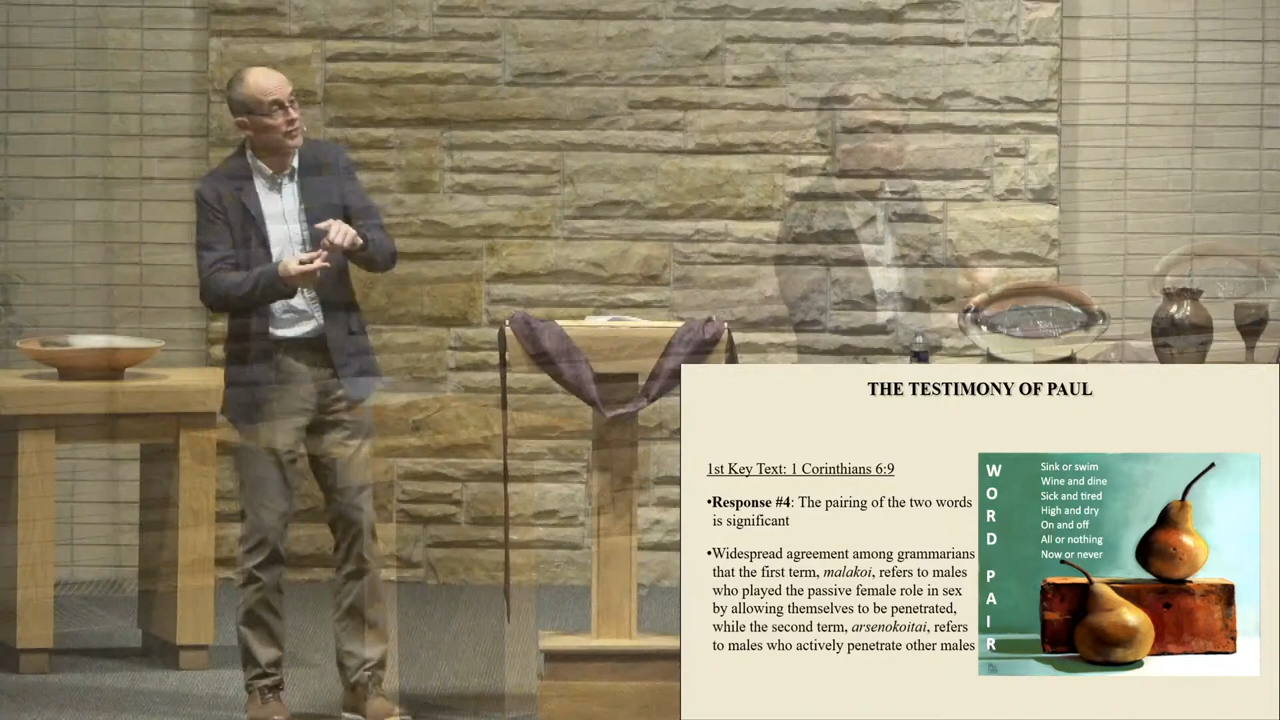 THE TESTIMONY OF PAUL
1st Key Text: 1 Corinthians 6:9
•Response #4: The pairing of the two words
is significant
•Widespread agreement among grammarians
that the first term, malakoi, refers to males
who played the passive female role in sex
by allowing themselves to be penetrated,
while the second term, arsenokoitai, refers
to males who actively penetrate other males
WORD PAIR
Sink or swim
Wine and dine
Sick and tired
High and dry
On and off
All or nothing
Now or never